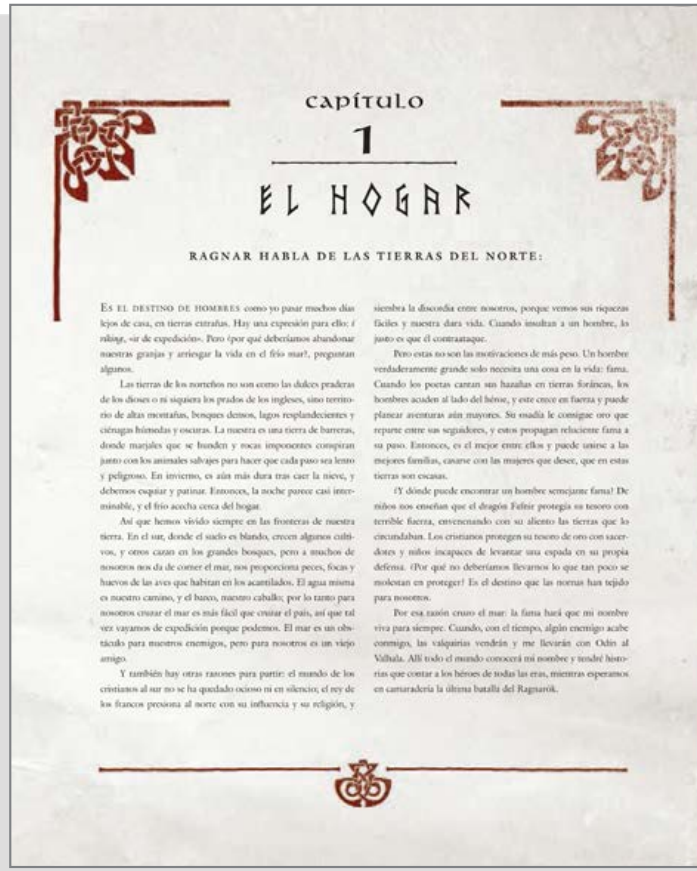 CAPÍTULO
1
EL HOGAR
RAGNAR HABLA DE LAS TIERRAS DEL NORTE:
ES EL DESTINO DE HOMBRES como yo pasar muchos días
lejos de casa, en tierras extrañas. Hay una expresión para ello: í
víking, «ir de expedición». Pero ¿por qué deberíamos abandonar
nuestras granjas y arriesgar la vida en el frío mar?, preguntan
algunos.
Las tierras de los norteños no son como las dulces praderas
de los dioses o ni siquiera los prados de los ingleses, sino territo-
rio de altas montañas, bosques densos, lagos resplandecientes y
ciénagas húmedas y oscuras. La nuestra es una tierra de barreras,
donde marjales que se hunden y rocas imponentes conspiran
junto con los animales salvajes para hacer que cada paso sea lento
y peligroso. En invierno, es aún más dura tras caer la nieve, y
debemos esquiar y patinar. Entonces, la noche parece casi inter-
minable, y el frío acecha cerca del hogar.
Así que hemos vivido siempre en las fronteras de nuestra
tierra. En el sur, donde el suelo es blando, crecen algunos culti-
vos, y otros cazan en los grandes bosques, pero a muchos de
nosotros nos da de comer el mar, nos proporciona peces, focas y
huevos de las aves que habitan en los acantilados. El agua misma
es nuestro camino, y el barco, nuestro caballo; por lo tanto para
nosotros cruzar el mar es más fácil que cruzar el país, así que tal
vez vayamos de expedición porque podemos. El mar es un obs-
táculo para nuestros enemigos, pero para nosotros es un viejo
amigo.
Y también hay otras razones para partir: el mundo de los
cristianos al sur no se ha quedado ocioso ni en silencio; el rey de
los francos presiona al norte con su influencia y su religión, y
siembra la discordia entre nosotros, porque vemos sus riquezas
fáciles y nuestra dura vida. Cuando insultan a un hombre, lo
justo es que él contraataque.
Pero estas no son las motivaciones de más peso. Un hombre
verdaderamente grande solo necesita una cosa en la vida: fama.
Cuando los poetas cantan sus hazañas en tierras foráneas, los
hombres acuden al lado del héroe, y este crece en fuerza y puede
planear aventuras aún mayores. Su osadía le consigue oro que
reparte entre sus seguidores, y estos propagan reluciente fama a
su paso. Entonces, es el mejor entre ellos y puede unirse a las
mejores familias, casarse con las mujeres que desee, que en estas
tierras son escasas.
¿Y dónde puede encontrar un hombre semejante fama? De
niños nos enseñan que el dragón Fafnir protegía su tesoro con
terrible fuerza, envenenando con su aliento las tierras que lo
circundaban. Los cristianos protegen su tesoro de oro con sacer-
dotes y niños incapaces de levantar una espada en su propia
defensa. ¿Por qué no deberíamos llevarnos lo que tan poco se
molestan en proteger? Es el destino que las nornas han tejido
para nosotros.
Por esa razón cruzo el mar: la fama hará que mi nombre
viva para siempre. Cuando, con el tiempo, algún enemigo acabe
conmigo, las valquirias vendrán y me llevarán con Odín al
Valhala. Allí todo el mundo conocerá mi nombre y tendré histo-
rias que contar a los héroes de todas las eras, mientras esperamos
en camaradería la última batalla del Ragnarök.